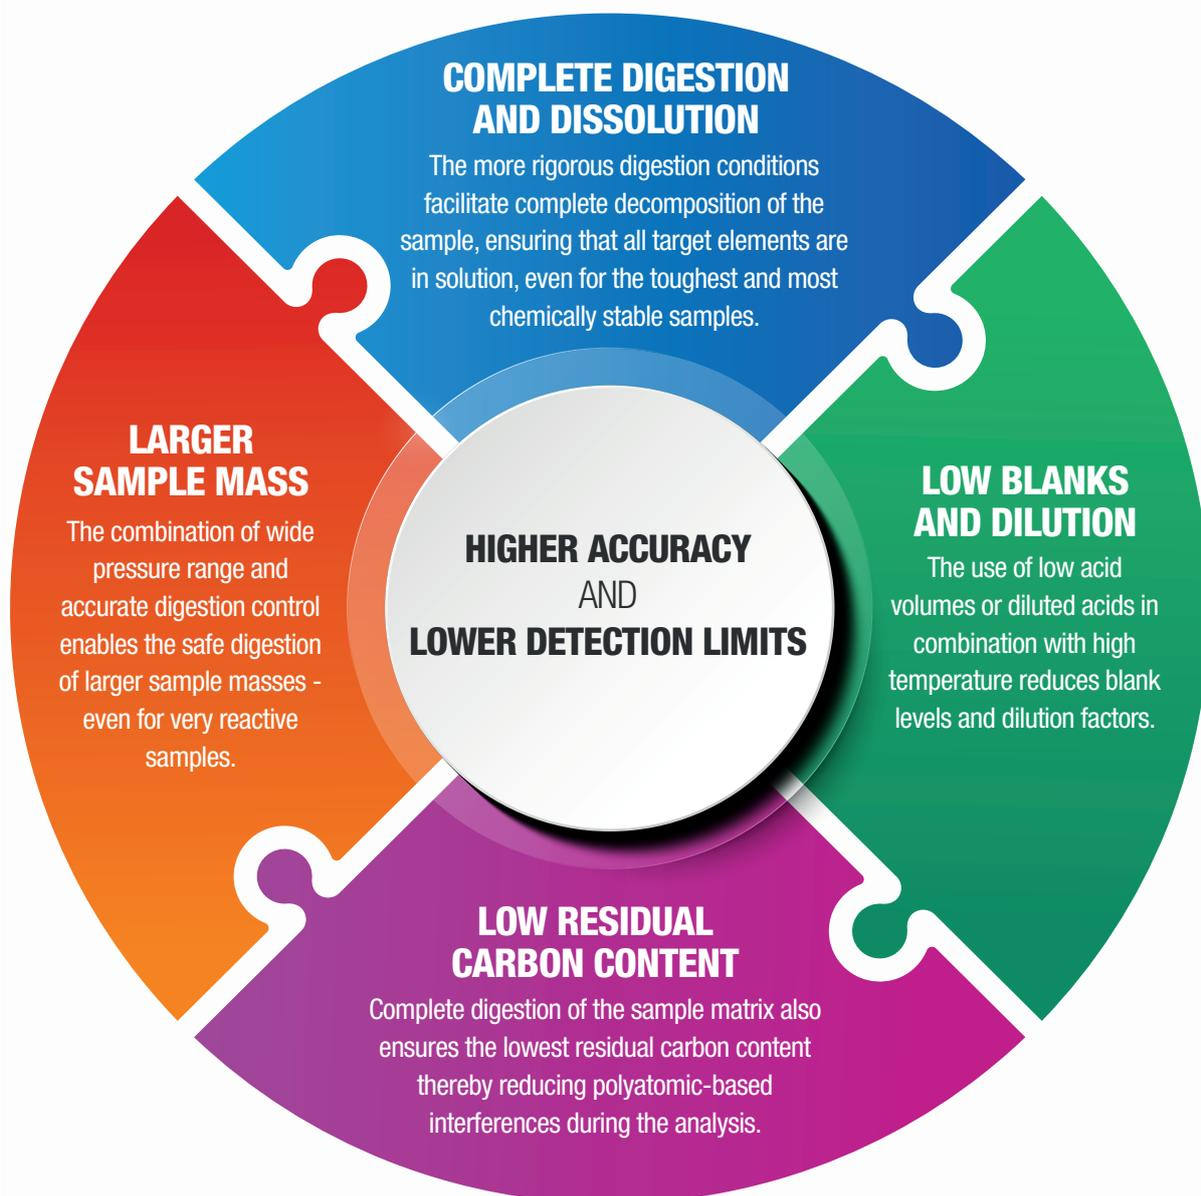 COMPLETE DIGESTION
AND DISSOLUTION
The more rigorous digestion conditions
facilitate complete decomposition of the
sample, ensuring that all target elements are
in solution, even for the toughest and most
chemically stable samples.
LARGER
SAMPLE MASS
The combination of wide
pressure range and
accurate digestion control
enables the safe digestion
of larger sample masses -
even for very reactive
samples.
HIGHER ACCURACY
AND
LOWER DETECTION LIMITS
LOW BLANKS
AND DILUTION
The use of low acid
volumes or diluted acids in
combination with high
temperature reduces blank
levels and dilution factors.
LOW RESIDUAL
CARBON CONTENT
Complete digestion of the sample matrix also
ensures the lowest residual carbon content
thereby reducing polyatomic-based
interferences during the analysis.